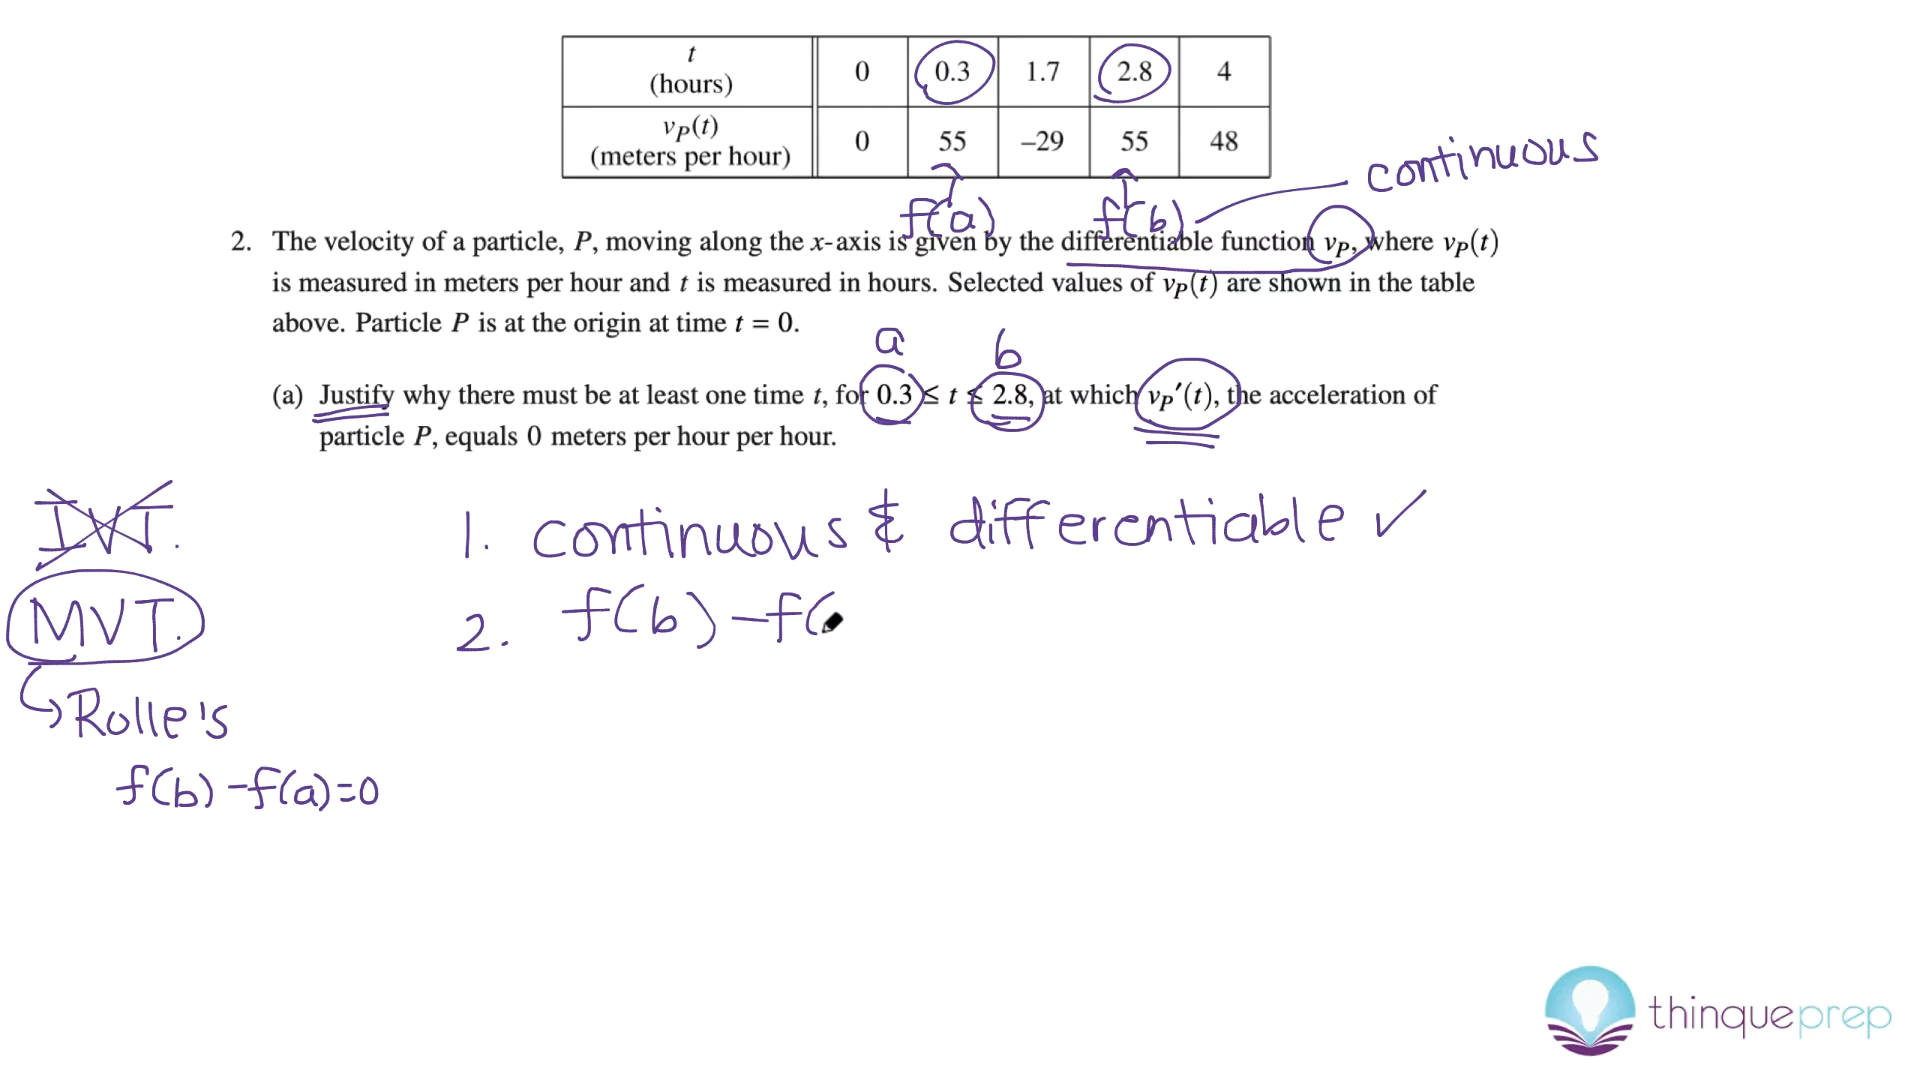 t (hours) 0 0.3 1.7 2.8 4
vP(t) (meters per hour) 0 55 –29 55 48
continuous
f(a) f(b)
2. The velocity of a particle, P, moving along the x-axis is given by the differentiable function vP, where vP(t)
is measured in meters per hour and t is measured in hours. Selected values of vP(t) are shown in the table
above. Particle P is at the origin at time t = 0.
a b
(a) Justify why there must be at least one time t, for 0.3 ≤ t ≤ 2.8, at which vP′(t), the acceleration of
particle P, equals 0 meters per hour per hour.
IVT.
1. continuous & differentiable ✓
MVT.
2. f(b) – f(
Rolle's
f(b) – f(a) = 0
thinqueprep